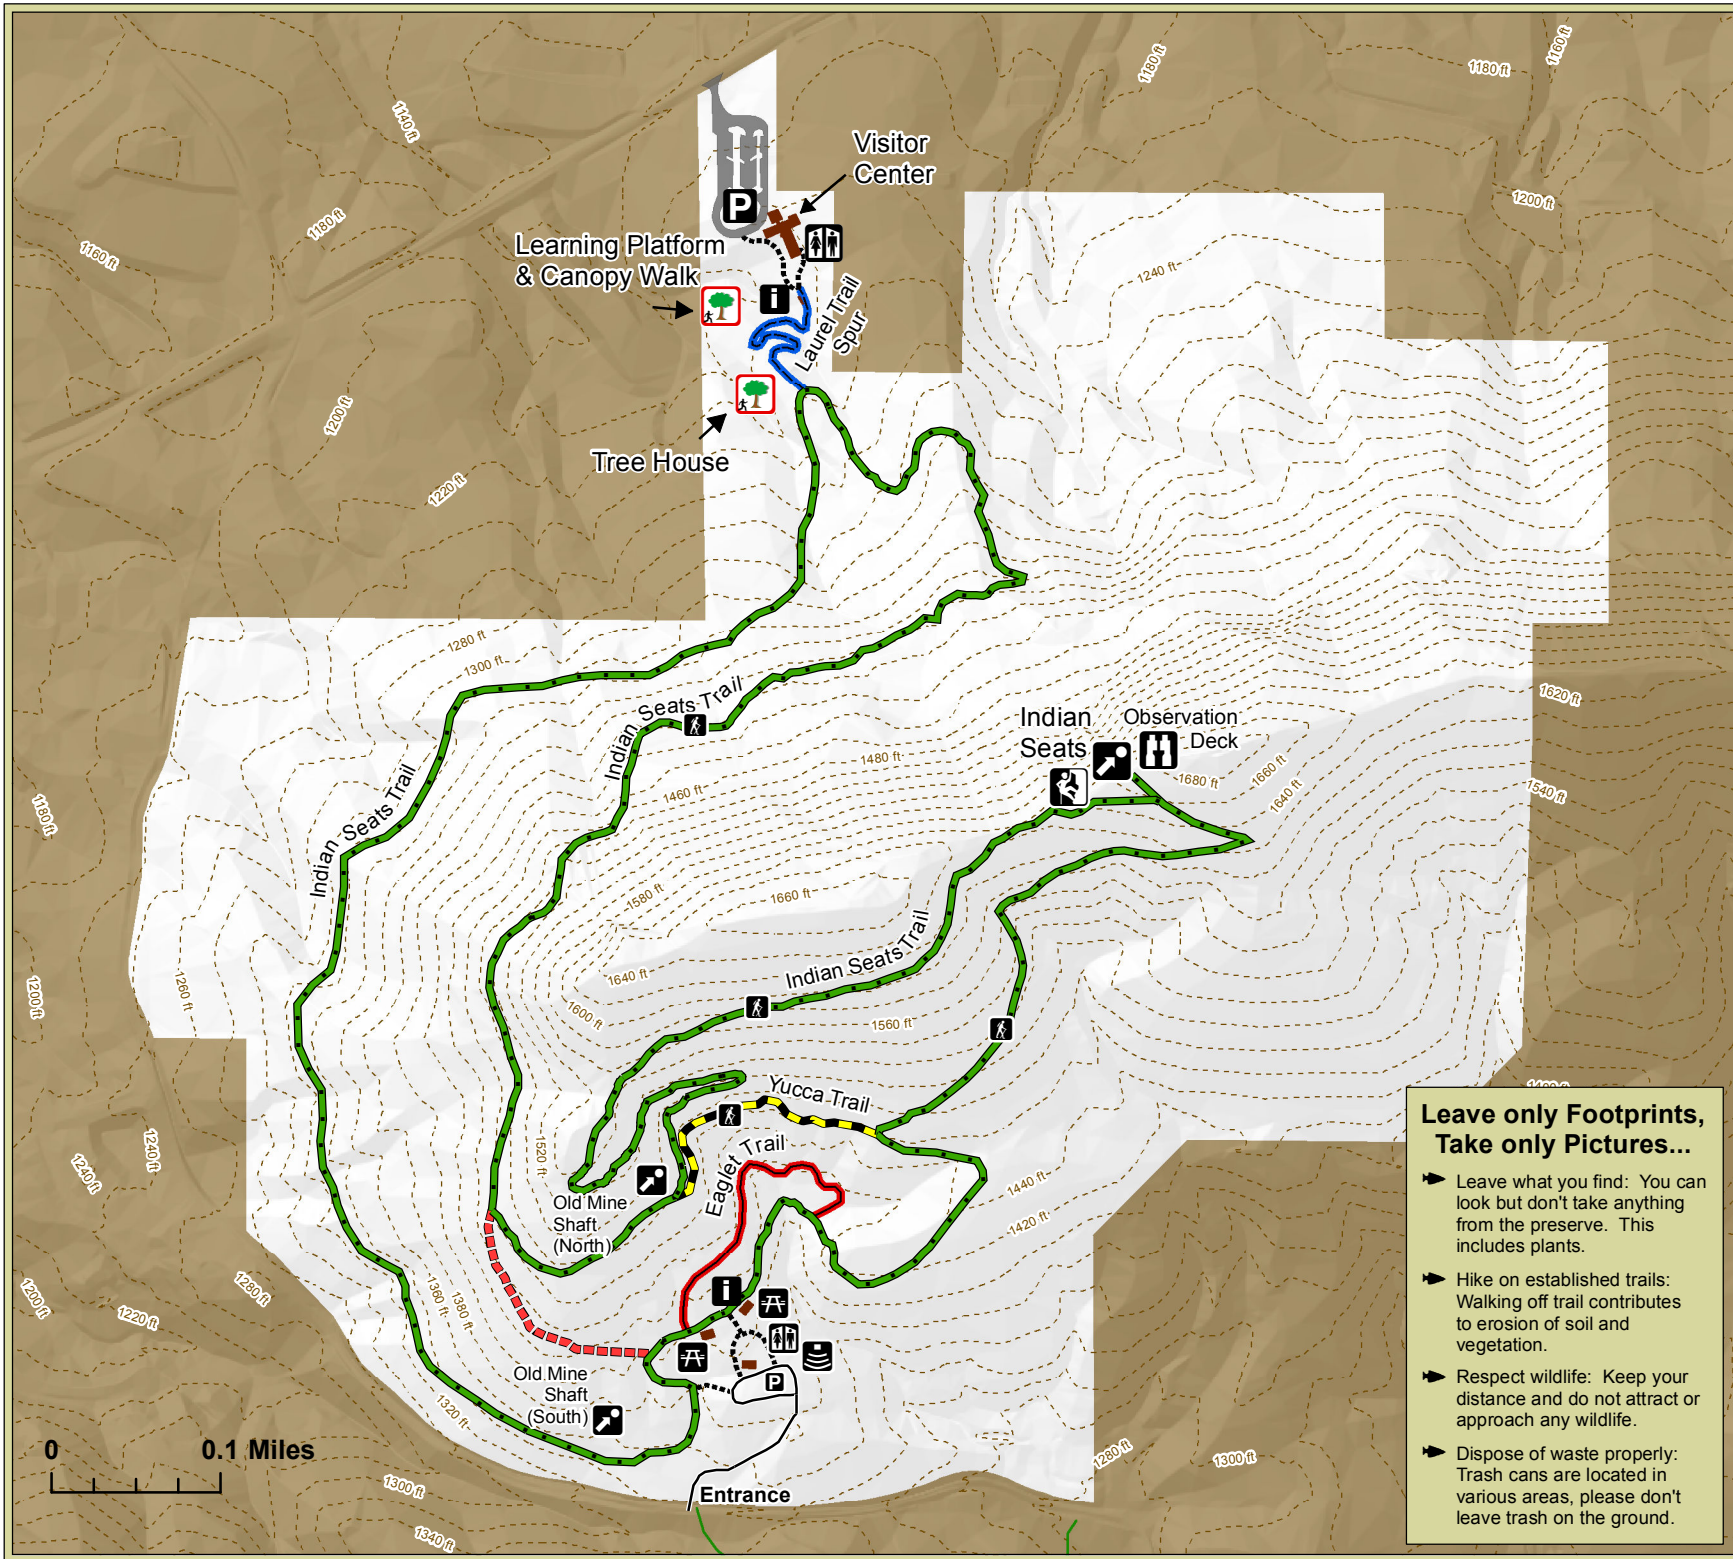 1180 ft
1160 ft
1180 ft
1140 ft
Visitor
Center
P
1200 ft
1180 ft
1160 ft
Learning Platform
& Canopy Walk
1240 ft
i
Laurel Trail
Spur
1200 ft
Tree House
1220 ft
1280 ft
1300 ft
Indian Seats Trail
1620 ft
Indian
Seats
Observation
Deck
1480 ft
1680 ft
1660 ft
1640 ft
1540 ft
1460 ft
1180 ft
Indian Seats Trail
1580 ft
1660 ft
Indian Seats Trail
1640 ft
1260 ft
1200 ft
1600 ft
1560 ft
Yucca Trail
1520 ft
Eaglet Trail
1240 ft
1240 ft
Old Mine
Shaft
(North)
1440 ft
1420 ft
1280 ft
1200 ft
1220 ft
1360 ft
1380 ft
i
P
Old Mine
Shaft
(South)
1320 ft
0
0.1 Miles
1300 ft
1340 ft
Entrance
1280 ft
1300 ft
Leave only Footprints,
Take only Pictures...
Leave what you find: You can
look but don't take anything
from the preserve. This
includes plants.
Hike on established trails:
Walking off trail contributes
to erosion of soil and
vegetation.
Respect wildlife: Keep your
distance and do not attract or
approach any wildlife.
Dispose of waste properly:
Trash cans are located in
various areas, please don't
leave trash on the ground.